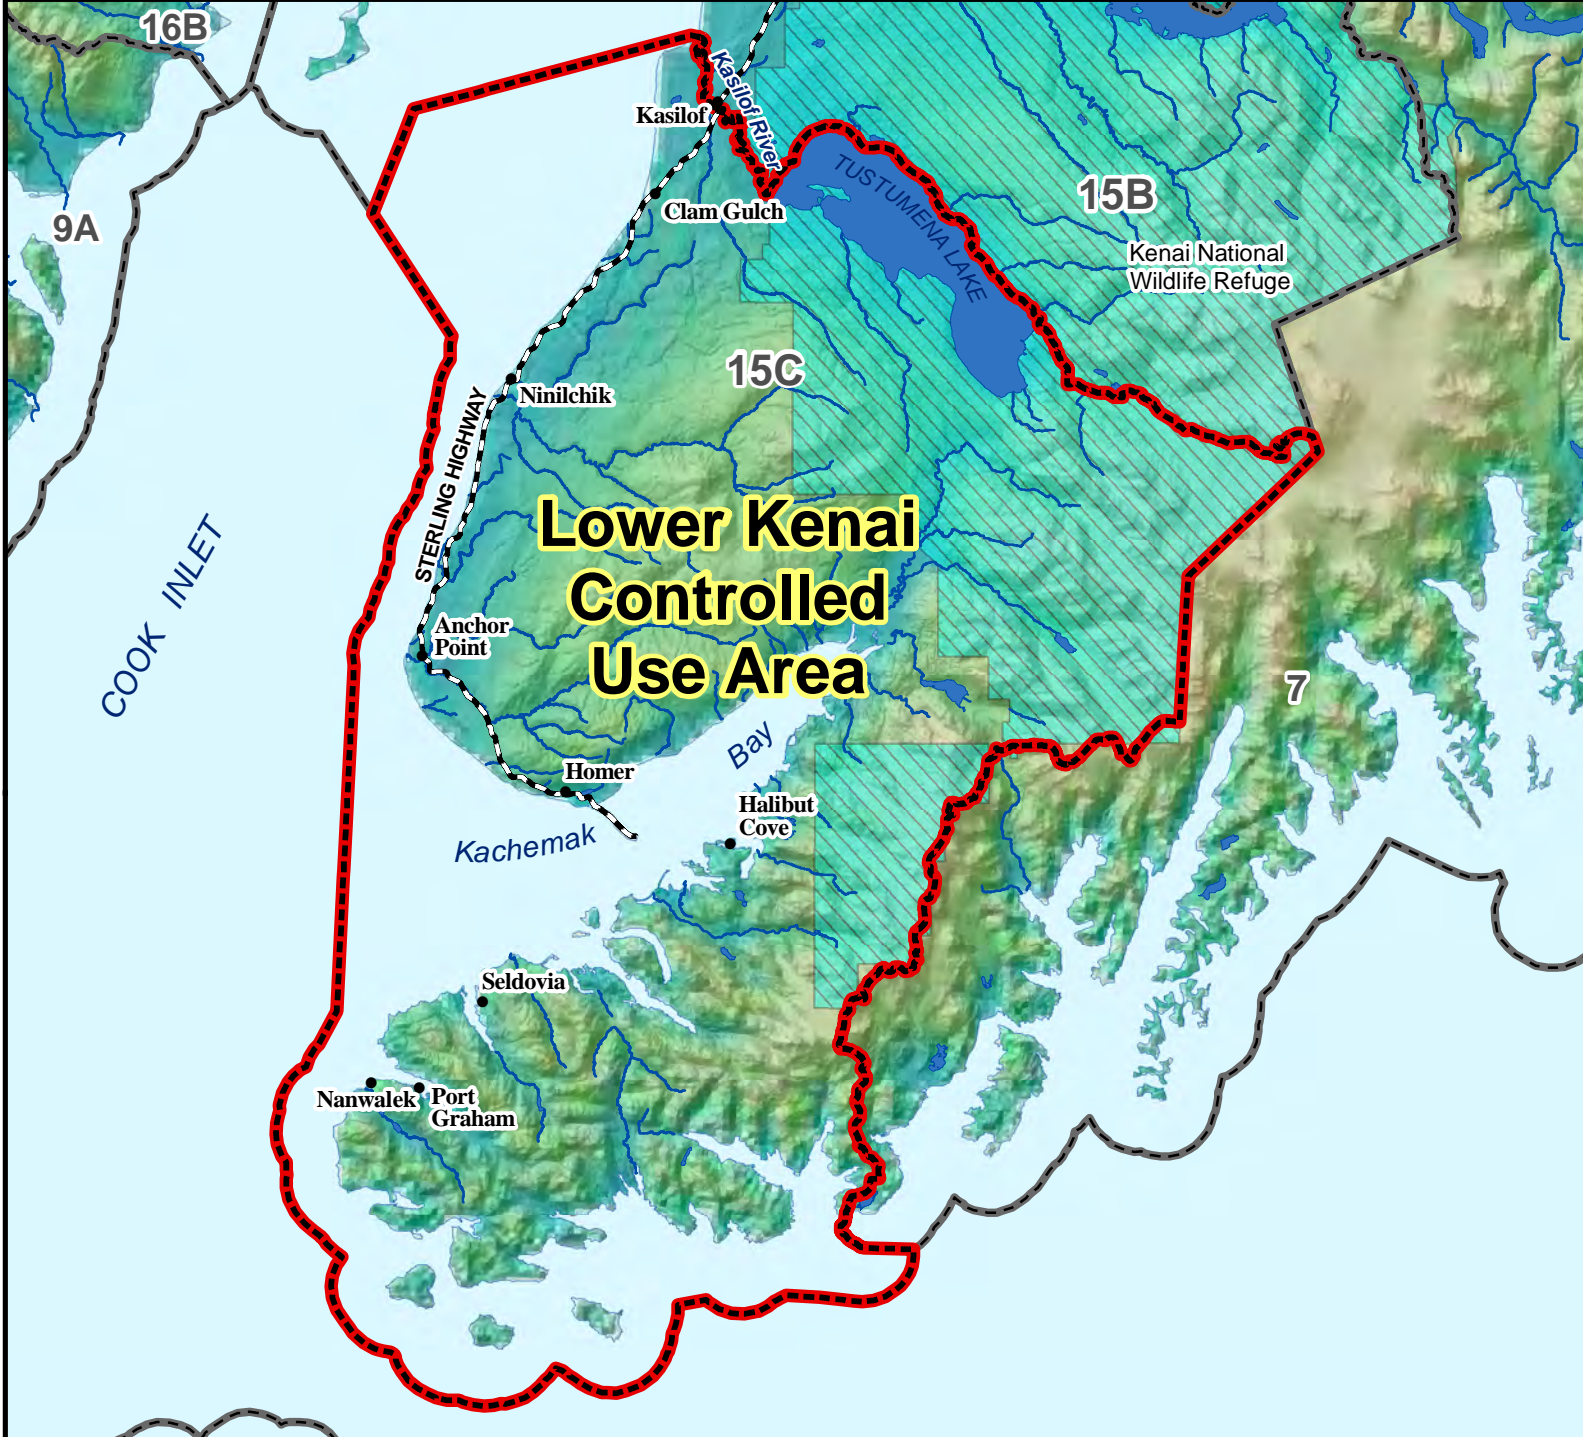 16B
Kasilof River
Kasilof
TUSTUMENA LAKE
15B
9A
Clam Gulch
Kenai National
Wildlife Refuge
15C
Ninilchik
STERLING HIGHWAY
Lower Kenai
Controlled
Use Area
COOK INLET
Anchor
Point
7
Bay
Homer
Halibut
Cove
Kachemak
Seldovia
Nanwalek
Port
Graham